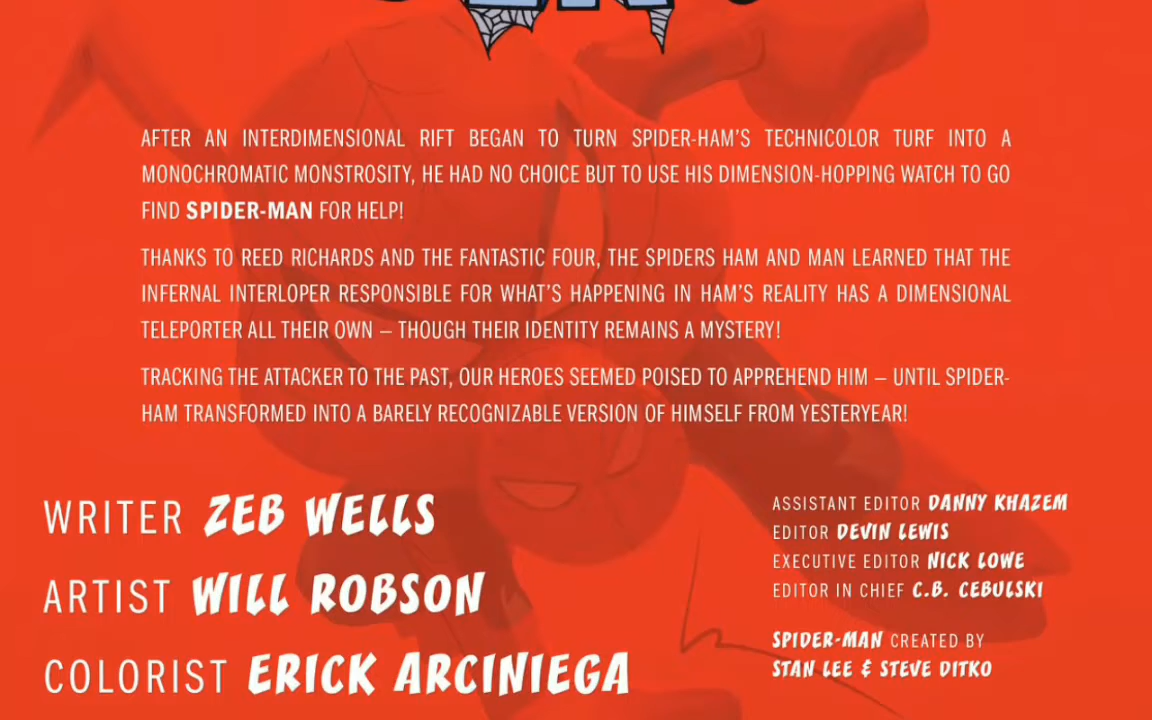 AFTER AN INTERDIMENSIONAL RIFT BEGAN TO TURN SPIDER-HAM'S TECHNICOLOR TURF INTO A
MONOCHROMATIC MONSTROSITY, HE HAD NO CHOICE BUT TO USE HIS DIMENSION-HOPPING WATCH TO GO
FIND SPIDER-MAN FOR HELP!
THANKS TO REED RICHARDS AND THE FANTASTIC FOUR, THE SPIDERS HAM AND MAN LEARNED THAT THE
INFERNAL INTERLOPER RESPONSIBLE FOR WHAT'S HAPPENING IN HAM'S REALITY HAS A DIMENSIONAL
TELEPORTER ALL THEIR OWN – THOUGH THEIR IDENTITY REMAINS A MYSTERY!
TRACKING THE ATTACKER TO THE PAST, OUR HEROES SEEMED POISED TO APPREHEND HIM – UNTIL SPIDER-
HAM TRANSFORMED INTO A BARELY RECOGNIZABLE VERSION OF HIMSELF FROM YESTERYEAR!
WRITER ZEB WELLS
ARTIST WILL ROBSON
COLORIST ERICK ARCINIEGA
ASSISTANT EDITOR DANNY KHAZEM
EDITOR DEVIN LEWIS
EXECUTIVE EDITOR NICK LOWE
EDITOR IN CHIEF C.B. CEBULSKI
SPIDER-MAN CREATED BY
STAN LEE & STEVE DITKO